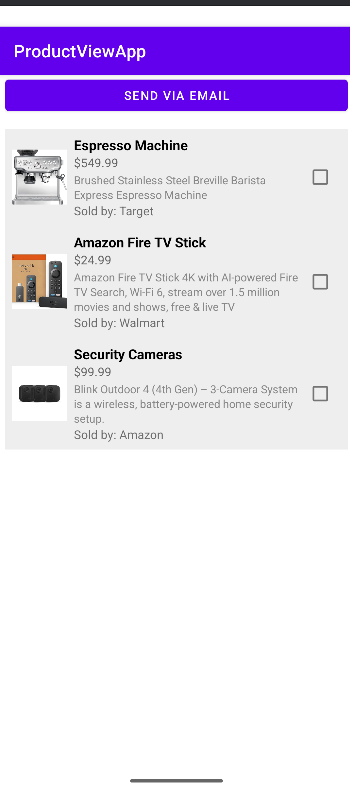 ProductViewApp
SEND VIA EMAIL
Espresso Machine
$549.99
Brushed Stainless Steel Breville Barista
Express Espresso Machine
Sold by: Target
Amazon Fire TV Stick
$24.99
Amazon Fire TV Stick 4K with AI-powered Fire
TV Search, Wi-Fi 6, stream over 1.5 million
movies and shows, free & live TV
Sold by: Walmart
Security Cameras
$99.99
Blink Outdoor 4 (4th Gen) – 3-Camera System
is a wireless, battery-powered home security
setup.
Sold by: Amazon